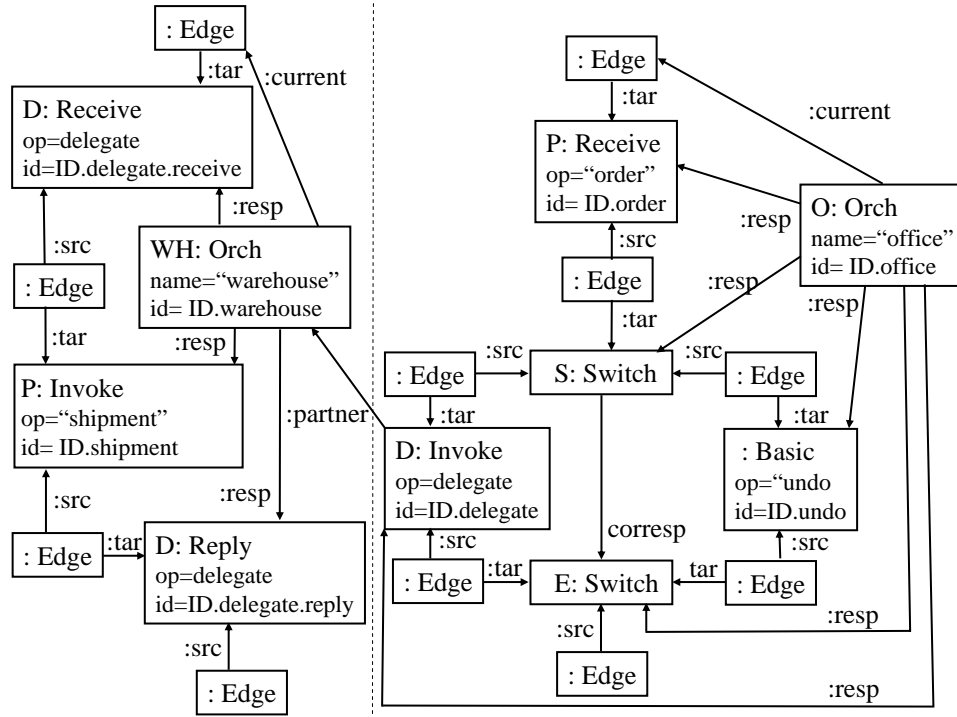 : Edge
:tar
:current
D: Receive
op=delegate
id=ID.delegate.receive
:resp
:src
WH: Orch
name="warehouse"
id= ID.warehouse
: Edge
:tar
:resp
P: Invoke
op="shipment"
id= ID.shipment
:partner
:src
:resp
: Edge
:tar
D: Reply
op=delegate
id=ID.delegate.reply
:src
: Edge
: Edge
:tar
:current
P: Receive
op="order"
id= ID.order
:resp
O: Orch
name="office"
id= ID.office
:src
: Edge
:resp
:resp
:tar
:src
:src
: Edge
S: Switch
: Edge
:tar
:tar
D: Invoke
op=delegate
id=ID.delegate
: Basic
op=“undo
id=ID.undo
:src
corresp
:src
: Edge
:tar
E: Switch
tar
: Edge
:src
:resp
: Edge
:resp